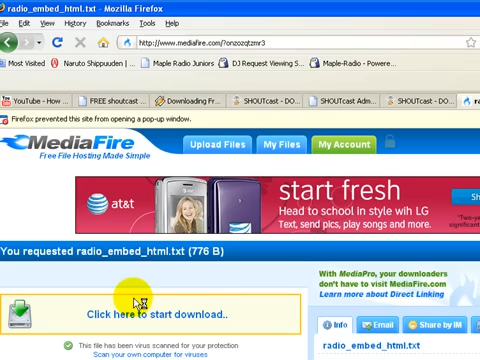 radio_embed_html.txt - Mozilla Firefox
File Edit View History Bookmarks Tools Help
http://www.mediafire.com/?onzozqtzmr3
Most Visited Naruto Shippuuden | Maple Radio Juniors DJ Request Viewing S... Maple-Radio - Powere...
YouTube - How ... FREE shoutcast Downloading Fr... SHOUTcast - DO... SHOUTcast Adm... SHOUTcast - DO...
Firefox prevented this site from opening a pop-up window.
MediaFire
Free File Hosting Made Simple
Upload Files My Files My Account
at&t
start fresh
Head to school in style wih LG
Text, send pics, play songs and more.
Sh
You requested radio_embed_html.txt (776 B)
Click here to start download..
This file has been virus scanned for your protection
Scan your own computer for viruses
With MediaPro, your downloaders
don't have to visit MediaFire.com
Learn more about Direct Linking
Info Email Share by IM
radio_embed_html.txt